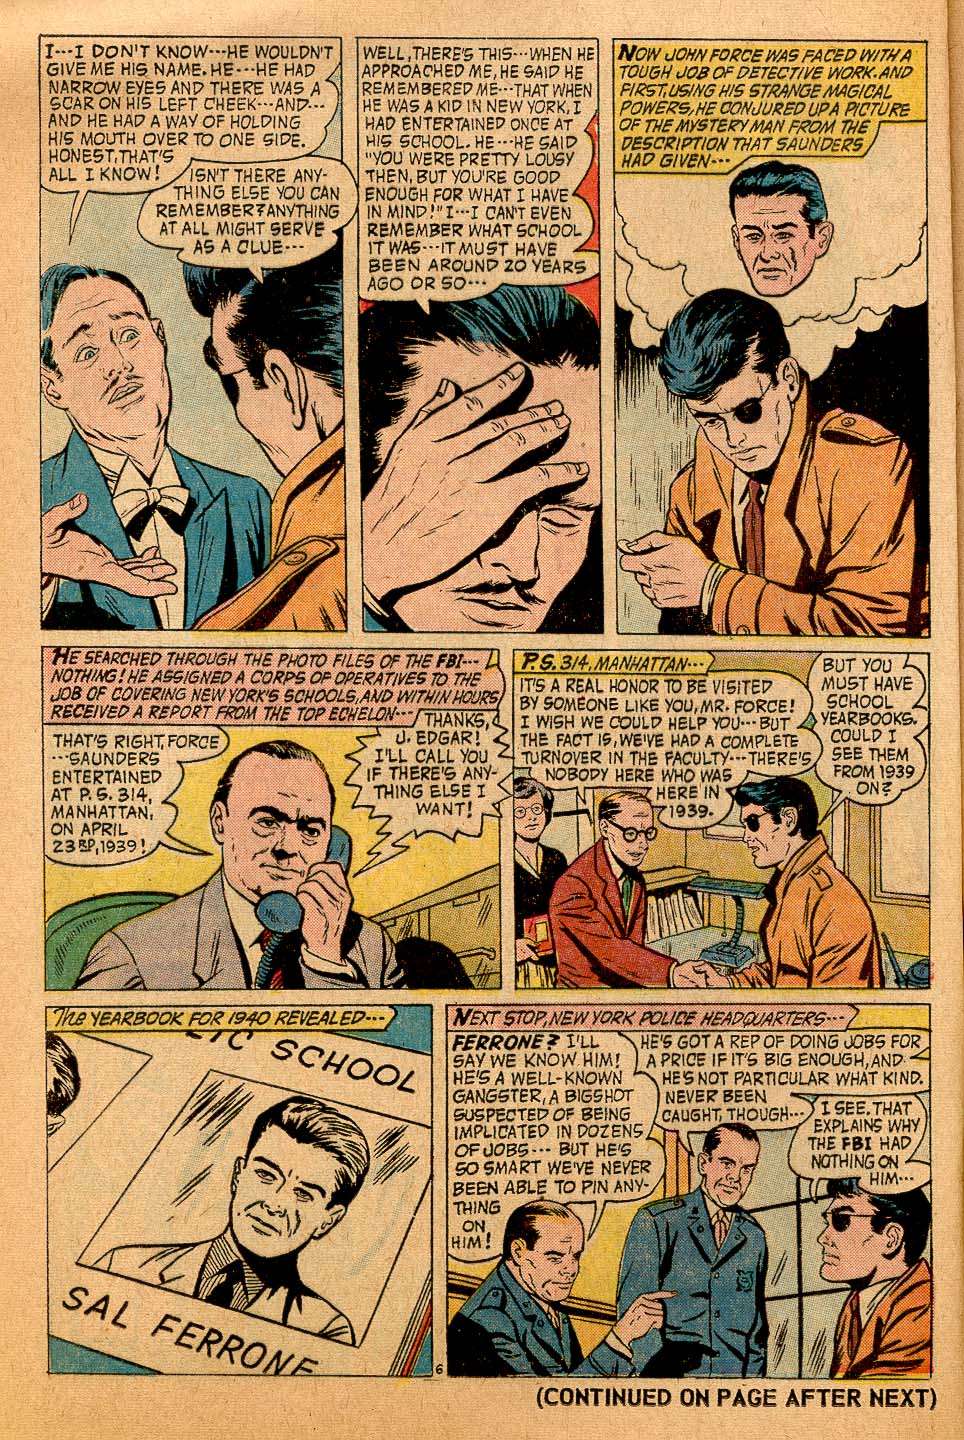 I---I DON'T KNOW---HE WOULDN'T
GIVE ME HIS NAME. HE---HE HAD
NARROW EYES AND THERE WAS A
SCAR ON HIS LEFT CHEEK---AND---
AND HE HAD A WAY OF HOLDING
HIS MOUTH OVER TO ONE SIDE.
HONEST, THAT'S
ALL I KNOW!
ISN'T THERE ANY-
THING ELSE YOU CAN
REMEMBER? ANYTHING
AT ALL MIGHT SERVE
AS A CLUE---
WELL, THERE'S THIS---WHEN HE
APPROACHED ME, HE SAID HE
REMEMBERED ME---THAT WHEN
HE WAS A KID IN NEW YORK, I
HAD ENTERTAINED ONCE AT
HIS SCHOOL. HE---HE SAID
"YOU WERE PRETTY LOUSY
THEN, BUT YOU'RE GOOD
ENOUGH FOR WHAT I HAVE
IN MIND!" I---I CAN'T EVEN
REMEMBER WHAT SCHOOL
IT WAS---IT MUST HAVE
BEEN AROUND 20 YEARS
AGO OR SO---
NOW JOHN FORCE WAS FACED WITH A
TOUGH JOB OF DETECTIVE WORK. AND
FIRST, USING HIS STRANGE MAGICAL
POWERS, HE CONJURED UP A PICTURE
OF THE MYSTERY MAN FROM THE
DESCRIPTION THAT SAUNDERS
HAD GIVEN---
HE SEARCHED THROUGH THE PHOTO FILES OF THE FBI---
NOTHING! HE ASSIGNED A CORPS OF OPERATIVES TO THE
JOB OF COVERING NEW YORK'S SCHOOLS, AND WITHIN HOURS
RECEIVED A REPORT FROM THE TOP ECHELON---
THAT'S RIGHT, FORCE
---SAUNDERS
ENTERTAINED
AT P.S. 314,
MANHATTAN,
ON APRIL
23RD, 1939!
THANKS,
J. EDGAR!
I'LL CALL YOU
IF THERE'S ANY-
THING ELSE I
WANT!
P.S. 314, MANHATTAN---
IT'S A REAL HONOR TO BE VISITED
BY SOMEONE LIKE YOU, MR. FORCE!
I WISH WE COULD HELP YOU---BUT
THE FACT IS, WE'VE HAD A COMPLETE
TURNOVER IN THE FACULTY---THERE'S
NOBODY HERE WHO WAS
HERE IN
1939.
BUT YOU
MUST HAVE
SCHOOL
YEARBOOKS.
COULD I
SEE THEM
FROM 1939
ON?
The YEARBOOK FOR 1940 REVEALED---
LIC SCHOOL
SAL FERRONE
6
NEXT STOP, NEW YORK POLICE HEADQUARTERS---
FERRONE? I'LL
SAY WE KNOW HIM!
HE'S A WELL-KNOWN
GANGSTER, A BIGSHOT
SUSPECTED OF BEING
IMPLICATED IN DOZENS
OF JOBS--- BUT HE'S
SO SMART WE'VE NEVER
BEEN ABLE TO PIN ANY-
THING
ON
HIM!
HE'S GOT A REP OF DOING JOBS FOR
A PRICE IF IT'S BIG ENOUGH, AND
HE'S NOT PARTICULAR WHAT KIND.
NEVER BEEN
CAUGHT, THOUGH---
I SEE. THAT
EXPLAINS WHY
THE FBI HAD
NOTHING ON
HIM---
(CONTINUED ON PAGE AFTER NEXT)